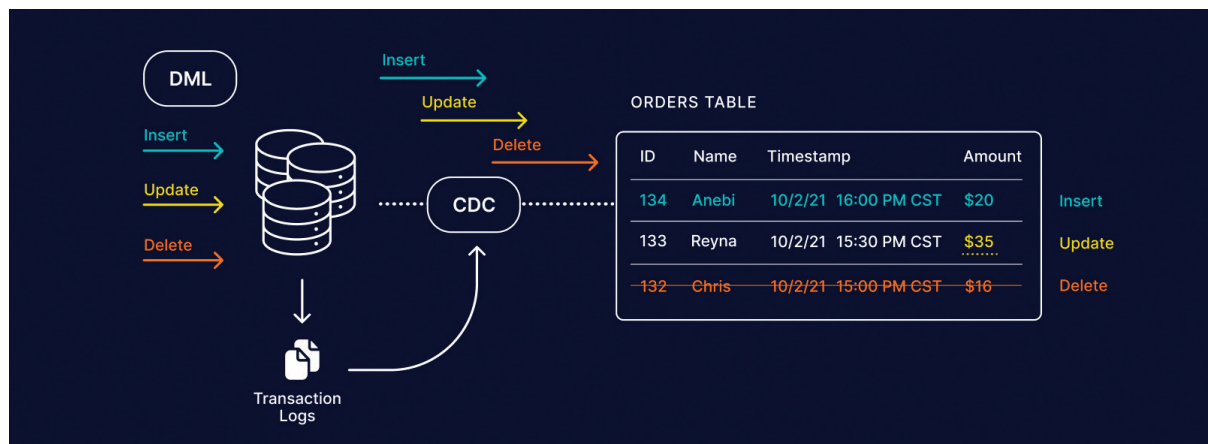 DML
Insert
Update
Delete
Insert
Update
Delete
CDC
Transaction
Logs
ORDERS TABLE
ID Name Timestamp Amount
134 Anebi 10/2/21 16:00 PM CST $20 Insert
133 Reyna 10/2/21 15:30 PM CST $35 Update
132 Chris 10/2/21 15:00 PM CST $16 Delete